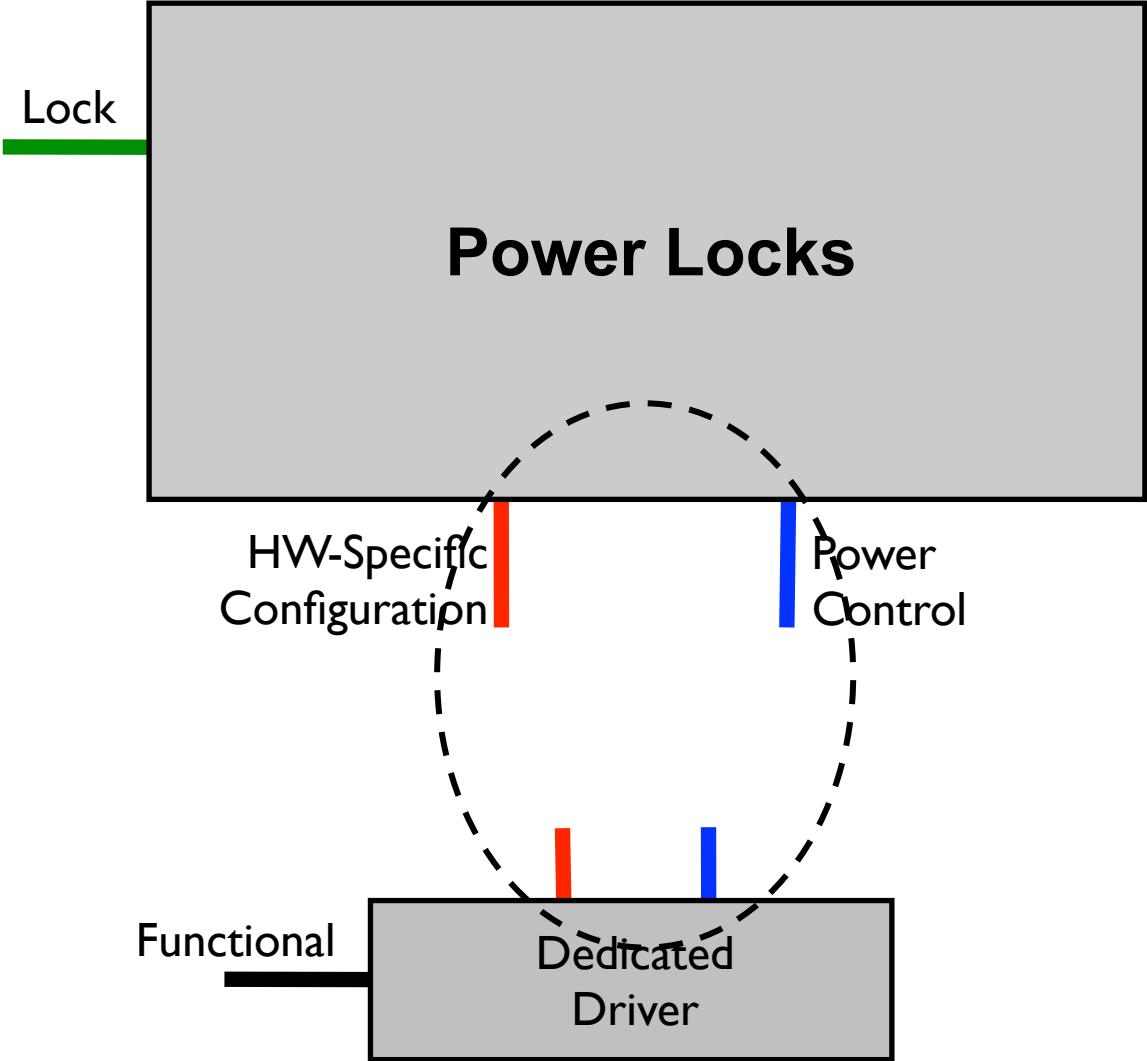 Lock
Power Locks
HW-Specific
Configuration
Power
Control
Functional
Dedicated
Driver